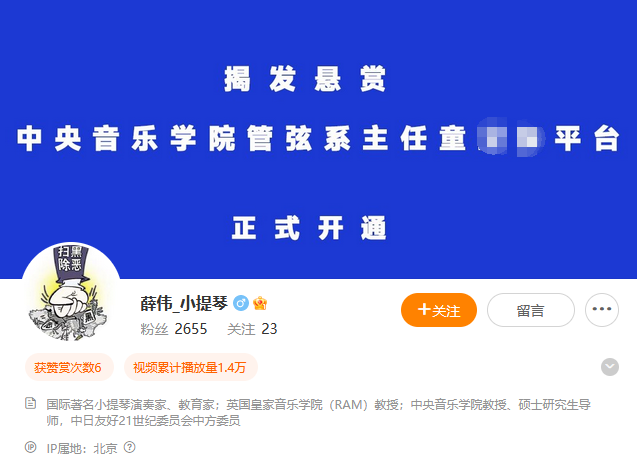 揭发悬赏
中央音乐学院管弦系主任童 平台
正式开通
扫黑
除恶
薛伟_小提琴
粉丝 2655 关注 23
+关注
留言
获赞赏次数6
视频累计播放量1.4万
国际著名小提琴演奏家、教育家；英国皇家音乐学院（RAM）教授；中央音乐学院教授、硕士研究生导
师，中日友好21世纪委员会中方委员
IP属地：北京